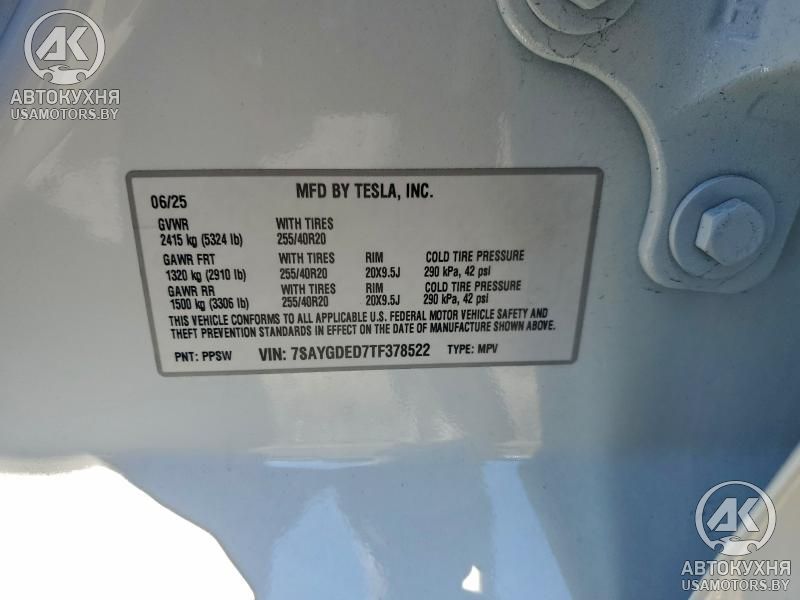 AK
АВТОКУХНЯ
USAMOTORS.BY
06/25 MFD BY TESLA, INC.
GVWR WITH TIRES
2415 kg (5324 lb) 255/40R20
GAWR FRT WITH TIRES RIM COLD TIRE PRESSURE
1320 kg (2910 lb) 255/40R20 20X9.5J 290 kPa, 42 psi
GAWR RR WITH TIRES RIM COLD TIRE PRESSURE
1500 kg (3306 lb) 255/40R20 20X9.5J 290 kPa, 42 psi
THIS VEHICLE CONFORMS TO ALL APPLICABLE U.S. FEDERAL MOTOR VEHICLE SAFETY AND
THEFT PREVENTION STANDARDS IN EFFECT ON THE DATE OF MANUFACTURE SHOWN ABOVE.
PNT: PPSW VIN: 7SAYGDED7TF378522 TYPE: MPV
AK
АВТОКУХНЯ
USAMOTORS.BY